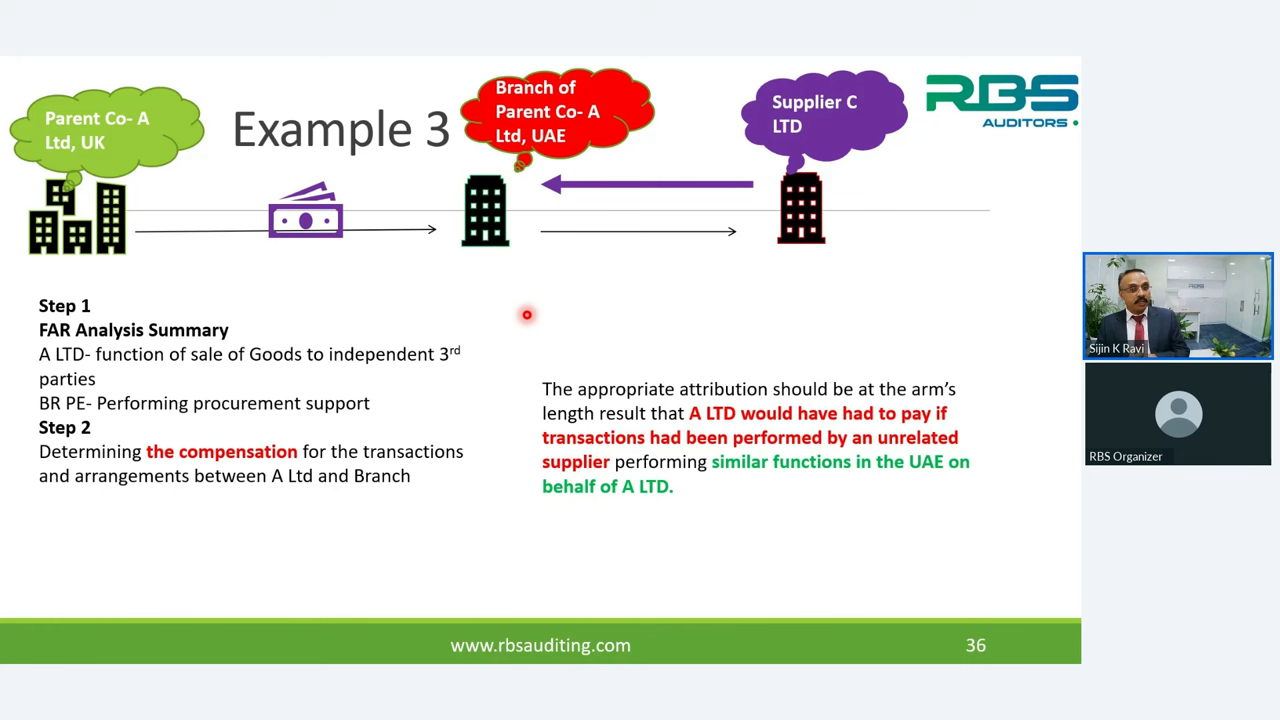 Parent Co- A
Ltd, UK
Example 3
Branch of
Parent Co- A
Ltd, UAE
Supplier C
LTD
RBS
AUDITORS
Step 1
FAR Analysis Summary
A LTD- function of sale of Goods to independent 3rd
parties
BR PE- Performing procurement support
Step 2
Determining the compensation for the transactions
and arrangements between A Ltd and Branch
The appropriate attribution should be at the arm's
length result that A LTD would have had to pay if
transactions had been performed by an unrelated
supplier performing similar functions in the UAE on
behalf of A LTD.
RBS
Sijin K Ravi
RBS Organizer
www.rbsauditing.com
36